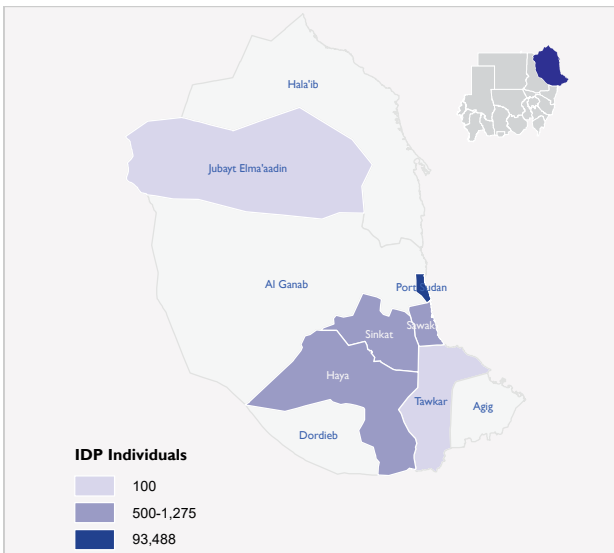 Hala'ib
Jubayt Elma'aadin
Al Ganab
Port Sudan
Sawak
Sinkat
Haya
Tawkar
Agig
Dordieb
IDP Individuals
100
500-1,275
93,488